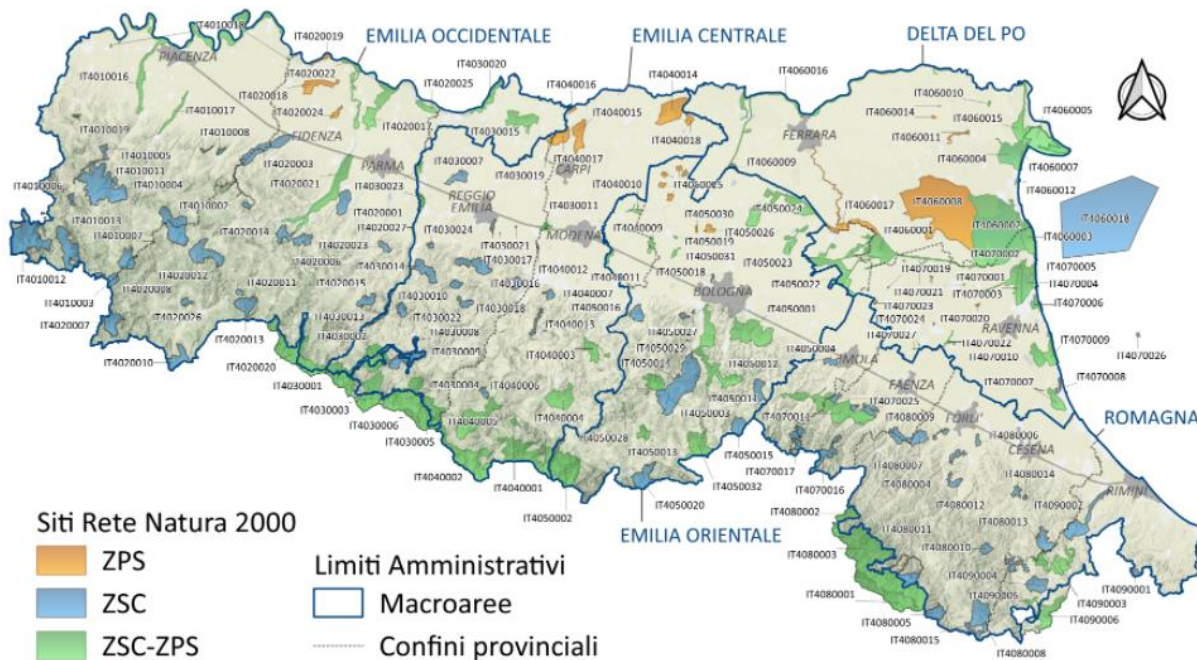 IT4010018
IT4020019
EMILIA OCCIDENTALE
IT4030020
EMILIA CENTRALE
DELTA DEL PO
PIACENZA
IT4010016
IT4020022
IT4020018
IT4020025
IT4040016
IT4040014
IT4060016
IT4060010
IT4060005
IT4010017
IT4020024
IT4020017
IT4030015
IT4040015
IT4060014
IT4060015
IT4010019
IT4010008
FIDENZA
IT4040018
FERRARA
IT4060011
IT4010005
IT4020003
PARMA
IT4030007
IT4040017
CARPI
IT4060009
IT4060004
IT4060007
IT4010006
IT4010011
IT4010004
IT4020021
IT4030023
IT4030019
IT4040010
IT4060012
IT4010013
IT4010002
IT4020001
REGGIO
EMILIA
IT4030011
IT4050030
IT4050024
IT4060017
IT4060008
IT4060018
IT4010007
IT4020014
IT4020027
IT4030024
MODENA
IT4040009
IT4050019
IT4050026
IT4060001
IT4060002
IT4060003
IT4020023
IT4030021
IT4030017
IT4050031
IT4070002
IT4010012
IT4020012
IT4020006
IT4030014
IT4040012
IT4040011
IT4050018
IT4050023
IT4070019
IT4070001
IT4070005
IT4010003
IT4020008
IT4020011
IT4020015
IT4030016
IT4040007
IT4050022
IT4070021
IT4070003
IT4070004
IT4030010
IT4050016
BOLOGNA
IT4070023
IT4070006
IT4020007
IT4020026
IT4030013
IT4030022
IT4030018
IT4040013
IT4050001
IT4070024
IT4070020
RAVENNA
IT4020010
IT4020013
IT4030002
IT4030008
IT4050027
IT4050004
IT4070027
IT4070022
IT4070009
IT4020020
IT4030009
IT4040003
IT4050029
IT4050014
IT4050012
IMOLA
IT4070010
IT4070026
IT4030001
IT4030004
IT4040006
FAENZA
IT4070007
IT4070008
IT4030003
IT4050011
IT4070025
IT4030006
IT4040005
IT4040004
IT4050003
IT4070011
IT4080009
FORLI'
ROMAGNA
IT4030005
IT4050028
IT4050013
IT4050015
IT4080006
CESENA
IT4040002
IT4070017
IT4080007
IT4080014
IT4040001
IT4050032
IT4070016
IT4080004
RIMINI
IT4050002
IT4050020
IT4080002
IT4080012
IT4090002
EMILIA ORIENTALE
IT4080011
IT4080013
IT4080003
IT4080010
IT4090004
IT4080001
IT4090005
IT4090001
IT4080005
IT4090003
IT4080015
IT4090006
IT4080008
Siti Rete Natura 2000
ZPS
ZSC
ZSC-ZPS
Limiti Amministrativi
Macroaree
Confini provinciali